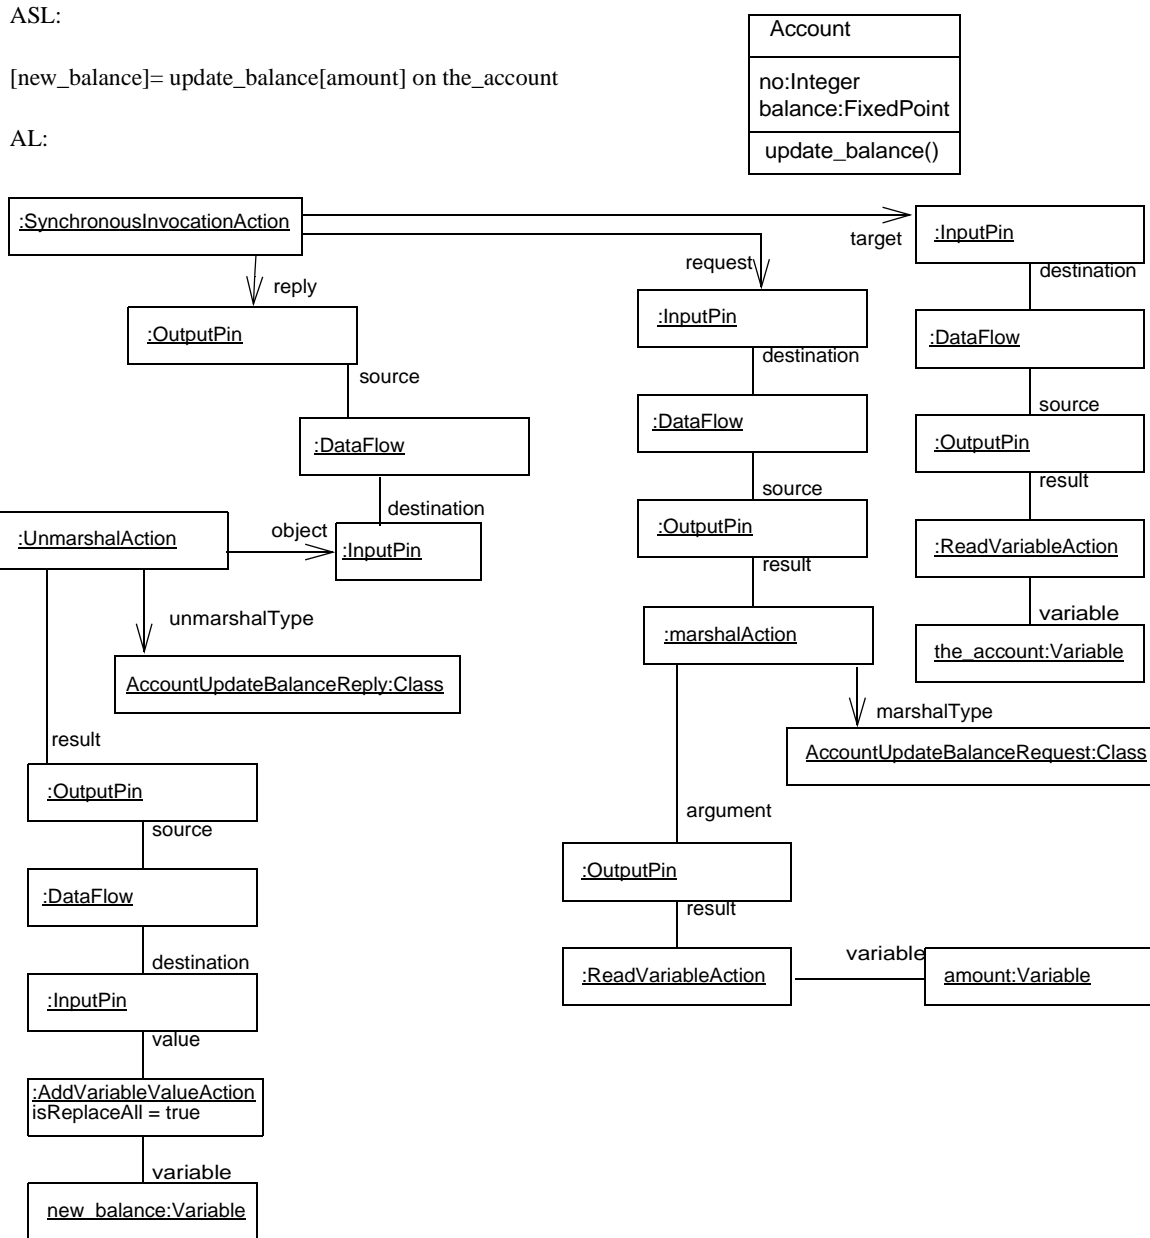 ASL:
[new_balance]= update_balance[amount] on the_account
AL:
Account
no:Integer
balance:FixedPoint
update_balance()
:SynchronousInvocationAction
target
:InputPin
destination
:DataFlow
source
:OutputPin
result
:ReadVariableAction
variable
the_account:Variable
request
:InputPin
destination
:DataFlow
source
:OutputPin
result
:marshalAction
marshalType
AccountUpdateBalanceRequest:Class
argument
:OutputPin
result
:ReadVariableAction
variable
amount:Variable
reply
:OutputPin
source
:DataFlow
destination
:InputPin
object
:UnmarshalAction
unmarshalType
AccountUpdateBalanceReply:Class
result
:OutputPin
source
:DataFlow
destination
:InputPin
value
:AddVariableValueAction
isReplaceAll = true
variable
new_balance:Variable